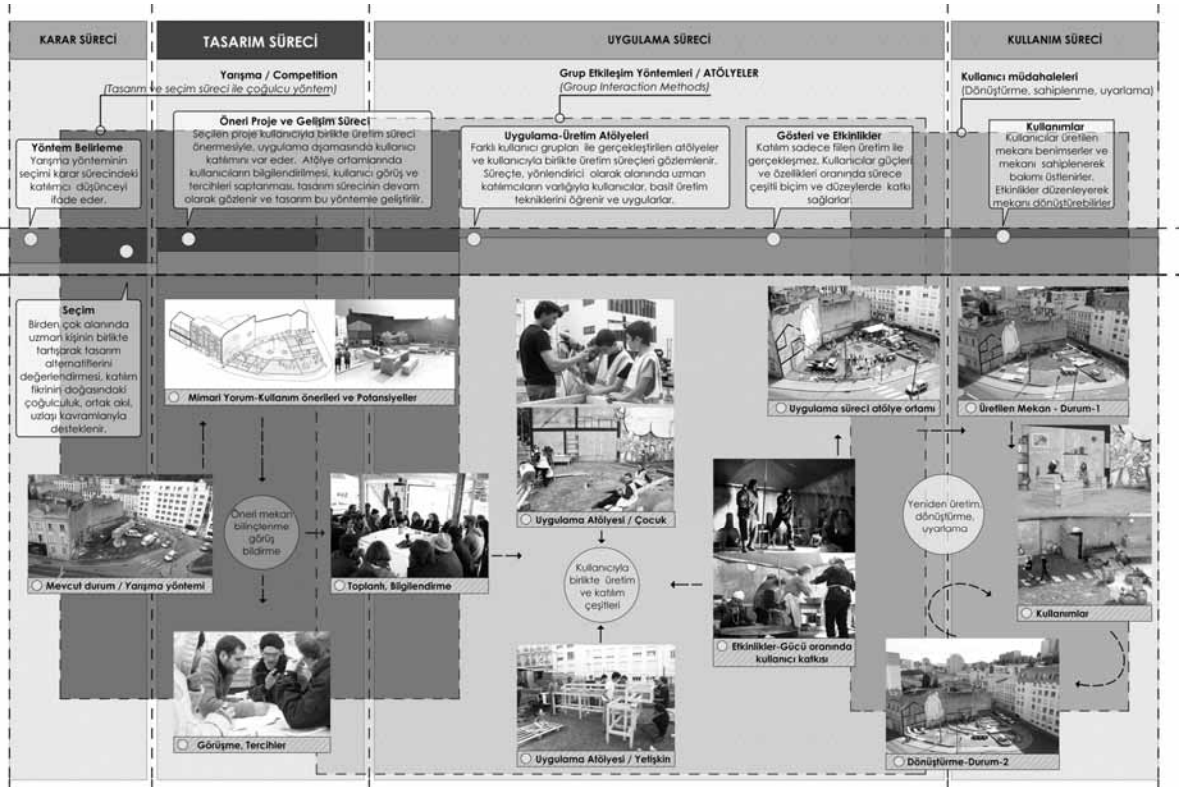 KARAR SÜRECİ
TASARIM SÜRECİ
UYGULAMA SÜRECİ
KULLANIM SÜRECİ
Yarışma / Competition
(Tasarım ve seçim süreci ile çoğulcu yöntem)
Grup Etkileşim Yöntemleri / ATÖLYELER
(Group Interaction Methods)
Kullanıcı müdahaleleri
(Dönüştürme, sahiplenme, uyarlama)
Yöntem Belirleme
Yarışma yönteminin
seçimi karar sürecindeki
katılımcı düşünceyi
ifade eder.
Öneri Proje ve Gelişim Süreci
Seçilen proje kullanıcıyla birlikte üretim süreci
önermesiyle, uygulama aşamasında kullanıcı
katılımını var eder. Atölye ortamlarında
kullanıcıların bilgilendirilmesi, kullanıcı görüş ve
tercihleri saptanması, tasarım sürecinin devam
olarak gözlenir ve tasarım bu yöntemle geliştirilir.
Uygulama-Üretim Atölyeleri
Farklı kullanıcı grupları ile gerçekleştirilen atölyeler
ve kullanıcıyla birlikte üretim süreçleri gözlemlenir.
Süreçte, yönlendirici olarak alanında uzman
katılımcıların varlığıyla kullanıcılar, basit üretim
tekniklerini öğrenir ve uygularlar.
Gösteri ve Etkinlikler
Katılım sadece fiilen üretim ile
gerçekleşmez. Kullanıcılar güçleri
ve özellikleri oranında sürece
çeşitli biçim ve düzeylerde katkı
sağlarlar.
Kullanımlar
Kullanıcılar üretilen
mekanı benimserler ve
mekanı sahiplenerek
bakımı üstlenirler.
Etkinlikler düzenleyerek
mekanı dönüştürebilirler
Seçim
Birden çok alanında
uzman kişinin birlikte
tartışarak tasarım
alternatiflerini
değerlendirmesi, katılım
fikrinin doğasındaki
çoğulculuk, ortak akıl,
uzlaşı kavramlarıyla
desteklenir.
Mimari Yorum-Kullanım önerileri ve Potansiyeller
Uygulama süreci atölye ortamı
Üretilen Mekan - Durum-1
Mevcut durum / Yarışma yöntemi
Öneri mekan
bilinçlenme
görüş
bildirme
Toplantı, Bilgilendirme
Uygulama Atölyesi / Çocuk
Kullanıcıyla
birlikte üretim
ve katılım
çeşitleri
Etkinlikler-Gücü oranında
kullanıcı katkısı
Yeniden üretim,
dönüştürme,
uyarlama
Kullanımlar
Görüşme, Tercihler
Uygulama Atölyesi / Yetişkin
Dönüştürme-Durum-2